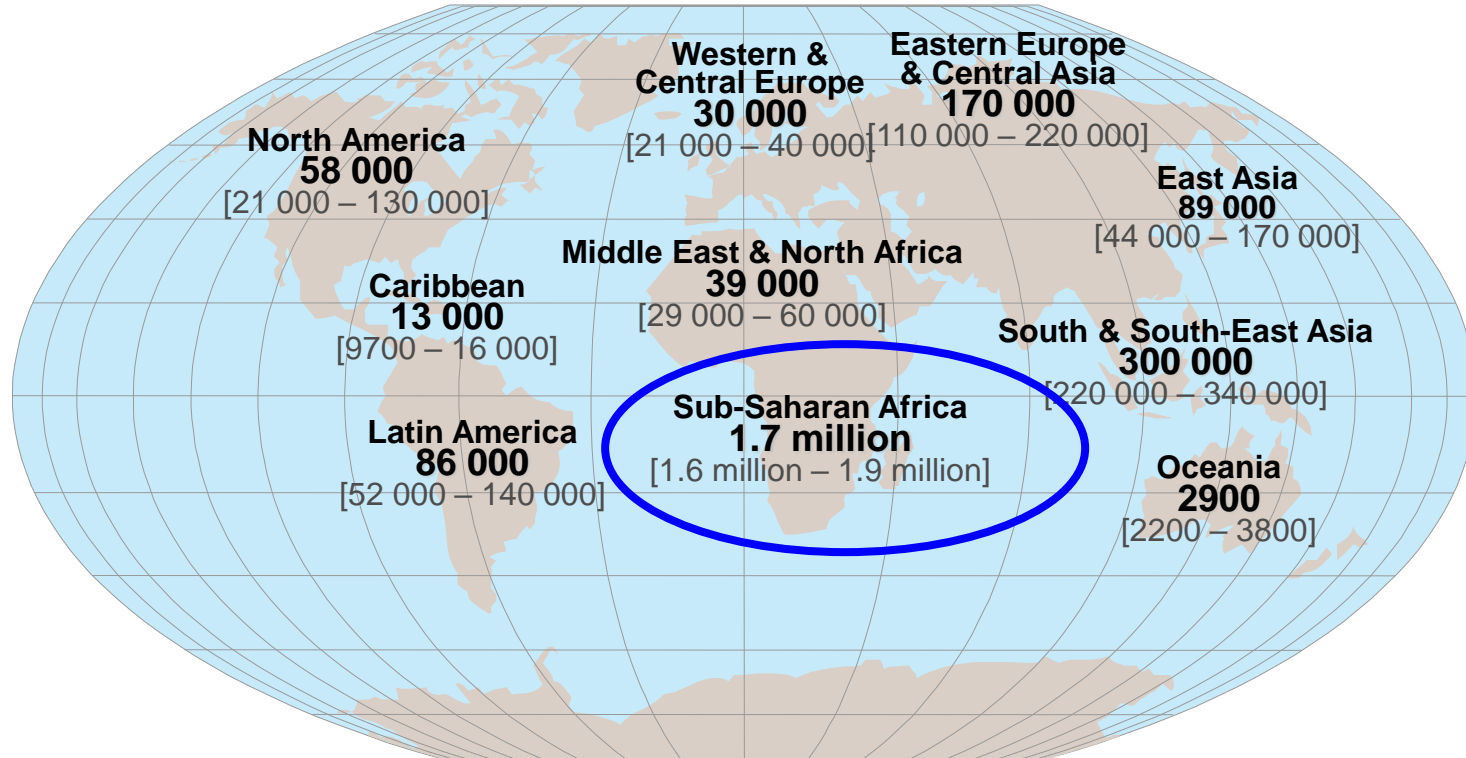 Western &
Central Europe
30 000
[21 000 – 40 000]
Eastern Europe
& Central Asia
170 000
[110 000 – 220 000]
North America
58 000
[21 000 – 130 000]
East Asia
89 000
[44 000 – 170 000]
Middle East & North Africa
39 000
[29 000 – 60 000]
Caribbean
13 000
[9700 – 16 000]
South & South-East Asia
300 000
[220 000 – 340 000]
Sub-Saharan Africa
1.7 million
[1.6 million – 1.9 million]
Latin America
86 000
[52 000 – 140 000]
Oceania
2900
[2200 – 3800]